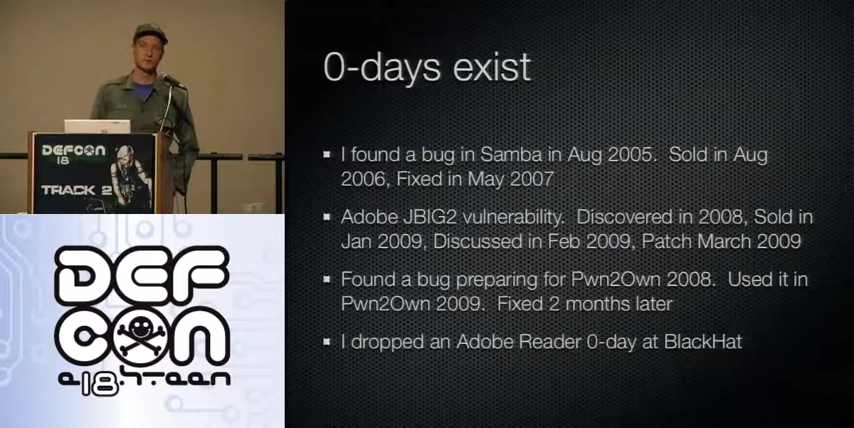 DEFCON
18
TRACK 2
DEF
CON
e18hteen
0-days exist
I found a bug in Samba in Aug 2005. Sold in Aug
2006, Fixed in May 2007
Adobe JBIG2 vulnerability. Discovered in 2008, Sold in
Jan 2009, Discussed in Feb 2009, Patch March 2009
Found a bug preparing for Pwn2Own 2008. Used it in
Pwn2Own 2009. Fixed 2 months later
I dropped an Adobe Reader 0-day at BlackHat